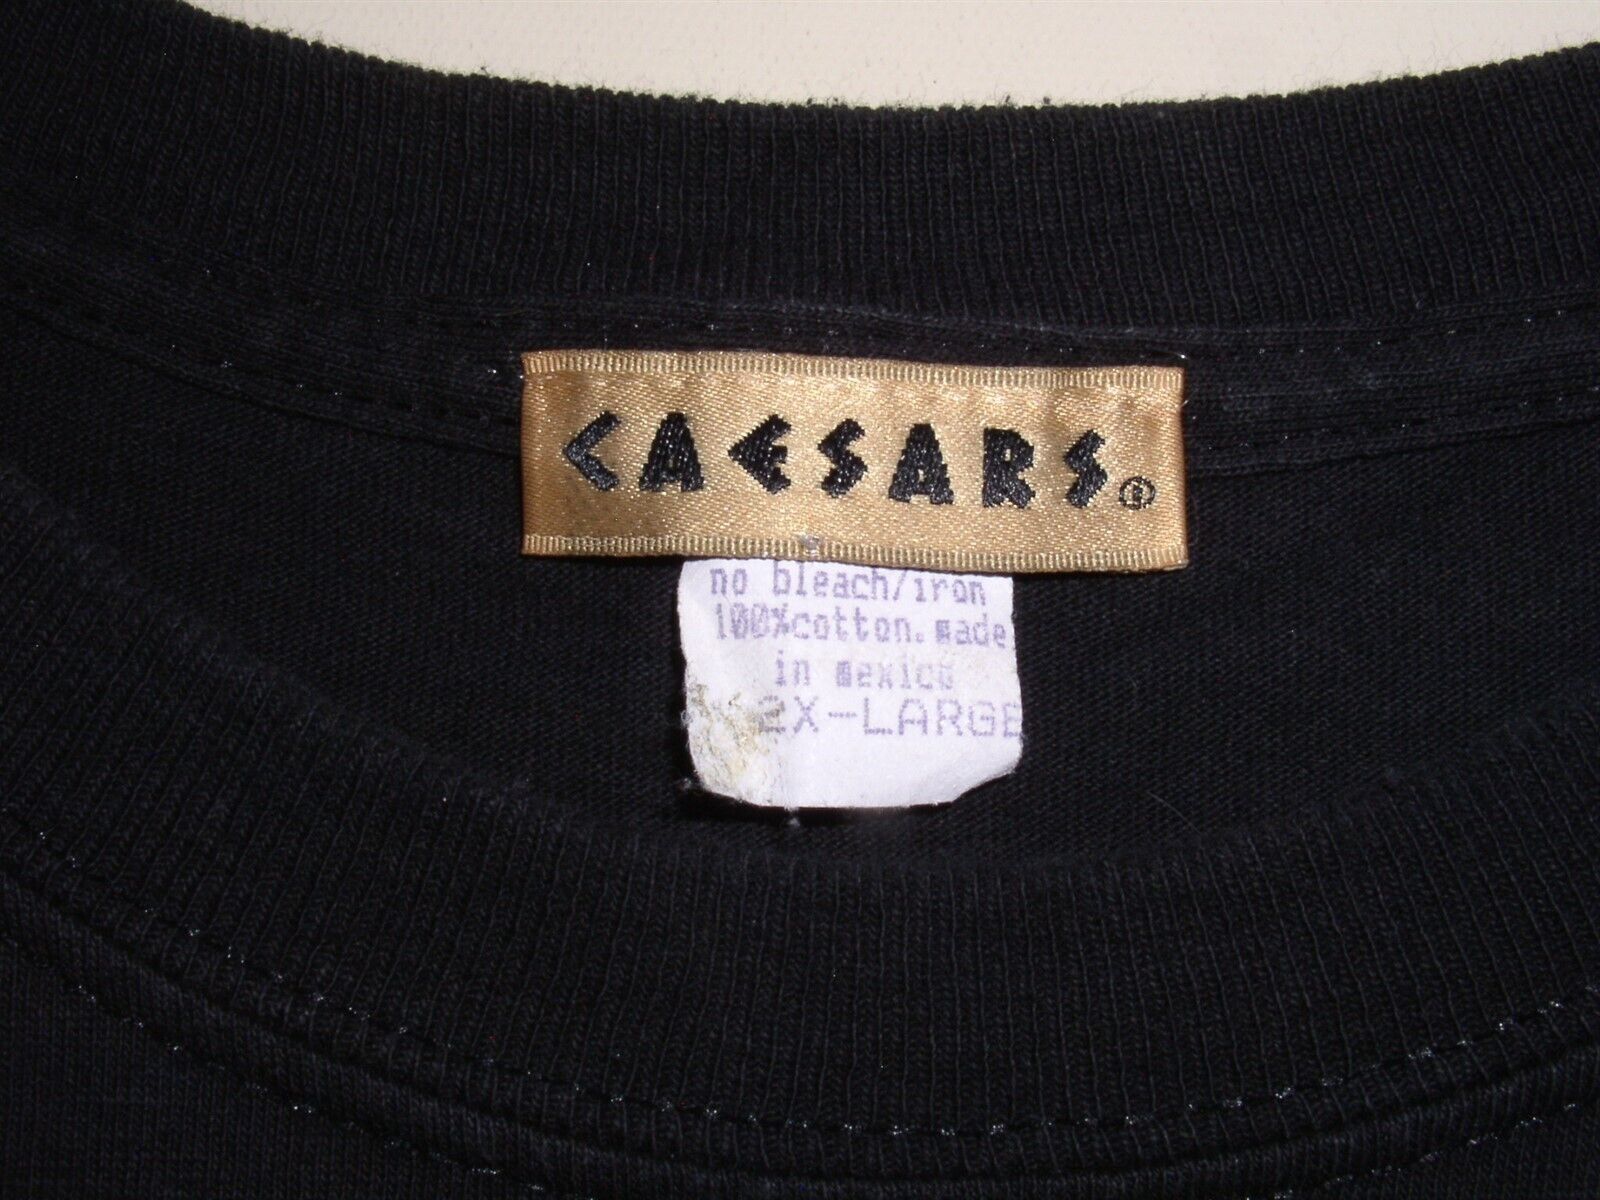 CAESARS®
no bleach/iron
100%cotton.made
in mexico
2X-LARGE